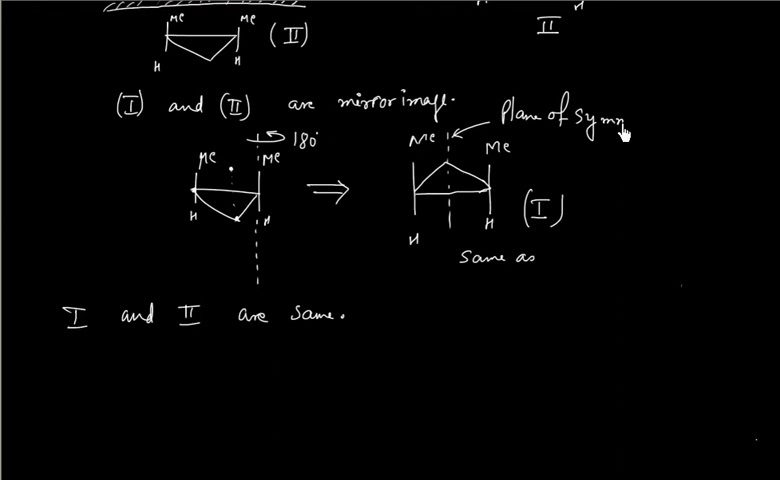 Me Me
H H
(II)
H
II
(I) and (II) are mirror image.
Plane of Symm
180°
Me Me
H H
⇒
Me Me
H H
(I)
Same as
I and II are same.